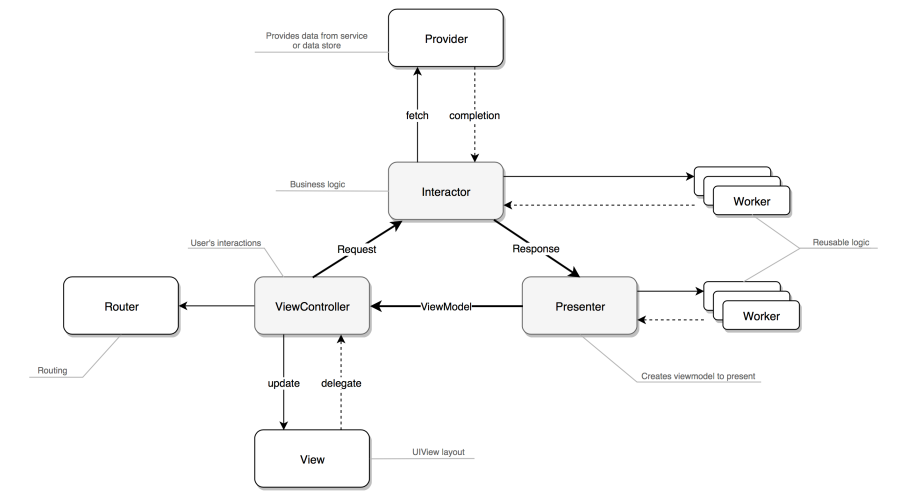 Provides data from service
or data store
Provider
fetch
completion
Business logic
Interactor
Worker
User's interactions
Request
Response
Reusable logic
Router
ViewController
ViewModel
Presenter
Worker
Routing
update
delegate
Creates viewmodel to present
View
UIView layout